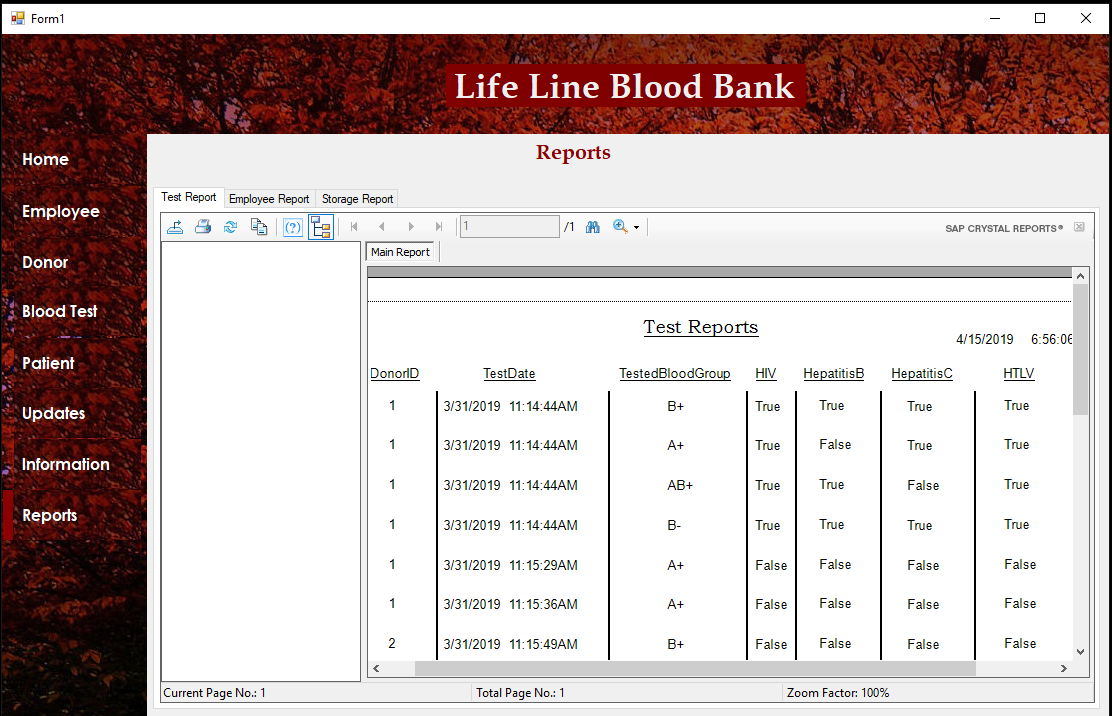 Form1
Life Line Blood Bank
Home
Employee
Donor
Blood Test
Patient
Updates
Information
Reports
Reports
Test Report Employee Report Storage Report
1 /1 SAP CRYSTAL REPORTS®
Main Report
Test Reports
4/15/2019 6:56:06
DonorID TestDate TestedBloodGroup HIV HepatitisB HepatitisC HTLV
1 3/31/2019 11:14:44AM B+ True True True True
1 3/31/2019 11:14:44AM A+ True False True True
1 3/31/2019 11:14:44AM AB+ True True False True
1 3/31/2019 11:14:44AM B- True True True True
1 3/31/2019 11:15:29AM A+ False False False False
1 3/31/2019 11:15:36AM A+ False False False False
2 3/31/2019 11:15:49AM B+ False False False False
Current Page No.: 1 Total Page No.: 1 Zoom Factor: 100%